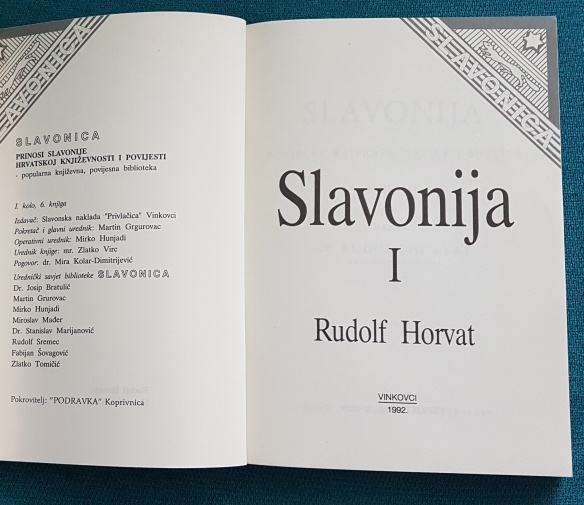 SLAVONICA
SLAVONICA
PRINOSI SLAVONIJE
HRVATSKOJ KNJIŽEVNOSTI I POVIJESTI
- popularna književna, povijesna biblioteka
I. kolo, 6. knjiga
Izdavač: Slavonska naklada "Privlačica" Vinkovci
Pokretač i glavni urednik: Martin Grgurovac
Operativni urednik: Mirko Hunjadi
Urednik knjige: mr. Zlatko Virc
Pogovor: dr. Mira Kolar-Dimitrijević
Urednički savjet biblioteke SLAVONICA
Dr. Josip Bratulić
Martin Grurovac
Mirko Hunjadi
Miroslav Mađer
Dr. Stanislav Marijanović
Rudolf Sremec
Fabijan Šovagović
Zlatko Tomičić
Pokrovitelj: "PODRAVKA" Koprivnica
SLAVONICA
Slavonija
I
Rudolf Horvat
VINKOVCI
1992.